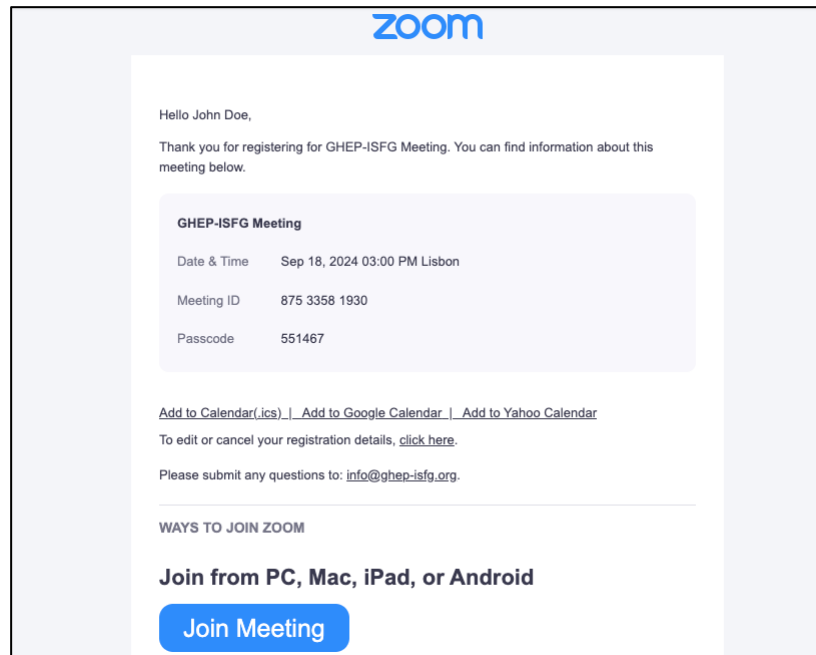 zoom
Hello John Doe,
Thank you for registering for GHEP-ISFG Meeting. You can find information about this
meeting below.
GHEP-ISFG Meeting
Date & Time Sep 18, 2024 03:00 PM Lisbon
Meeting ID 875 3358 1930
Passcode 551467
Add to Calendar(.ics) | Add to Google Calendar | Add to Yahoo Calendar
To edit or cancel your registration details, click here.
Please submit any questions to: info@ghep-isfg.org.
WAYS TO JOIN ZOOM
Join from PC, Mac, iPad, or Android
Join Meeting